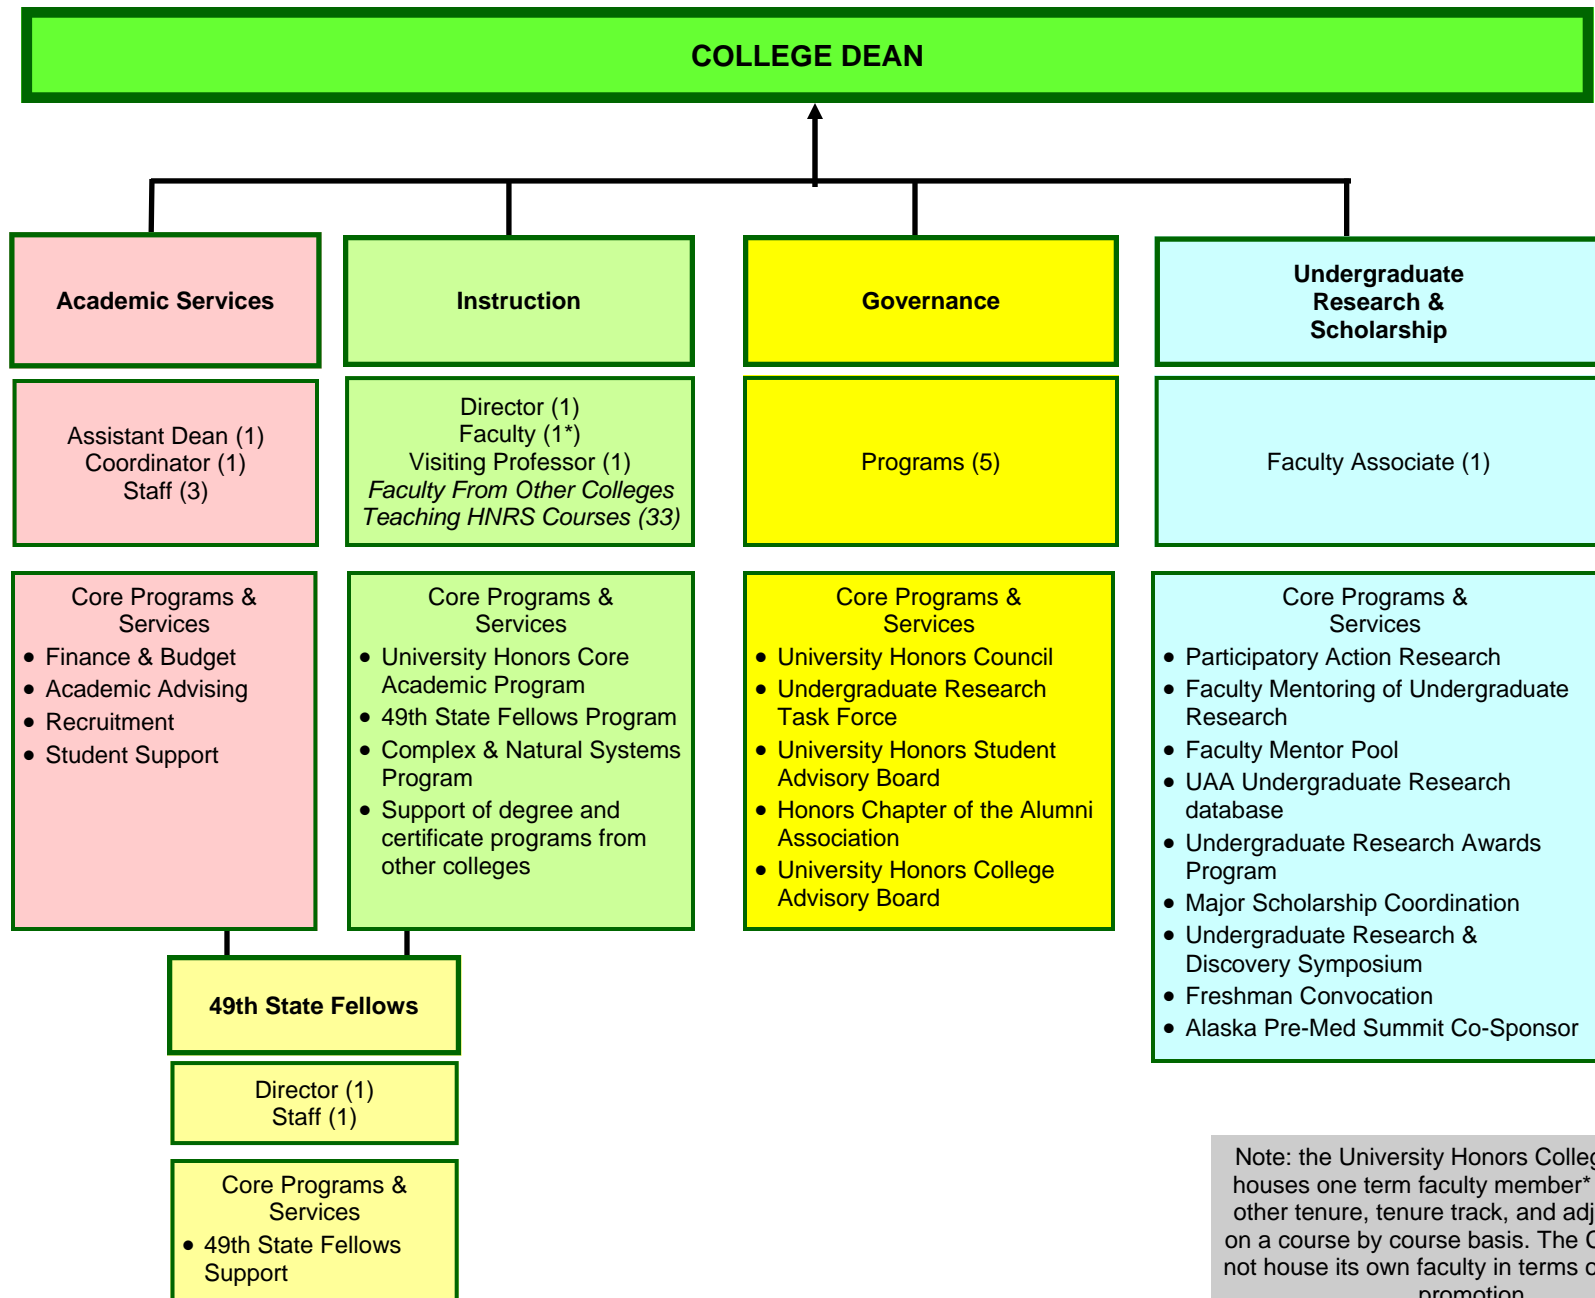 COLLEGE DEAN
Academic Services
Assistant Dean (1)
Coordinator (1)
Staff (3)
Core Programs &
Services
• Finance & Budget
• Academic Advising
• Recruitment
• Student Support
Instruction
Director (1)
Faculty (1*)
Visiting Professor (1)
Faculty From Other Colleges
Teaching HNRS Courses (33)
Core Programs &
Services
• University Honors Core
Academic Program
• 49th State Fellows Program
• Complex & Natural Systems
Program
• Support of degree and
certificate programs from
other colleges
Governance
Programs (5)
Core Programs &
Services
• University Honors Council
• Undergraduate Research
Task Force
• University Honors Student
Advisory Board
• Honors Chapter of the Alumni
Association
• University Honors College
Advisory Board
Undergraduate
Research &
Scholarship
Faculty Associate (1)
Core Programs &
Services
• Participatory Action Research
• Faculty Mentoring of Undergraduate
Research
• Faculty Mentor Pool
• UAA Undergraduate Research
database
• Undergraduate Research Awards
Program
• Major Scholarship Coordination
• Undergraduate Research &
Discovery Symposium
• Freshman Convocation
• Alaska Pre-Med Summit Co-Sponsor
49th State Fellows
Director (1)
Staff (1)
Core Programs &
Services
• 49th State Fellows
Support
Note: the University Honors
houses one term faculty member*
other tenure, tenure track, and
on a course by course basis. The
not house its own faculty in terms
promotion